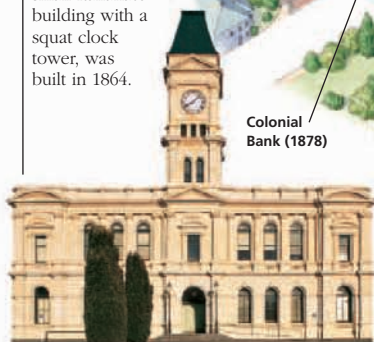 building with a
squat clock
tower, was
built in 1864.
Colonial
Bank (1878)